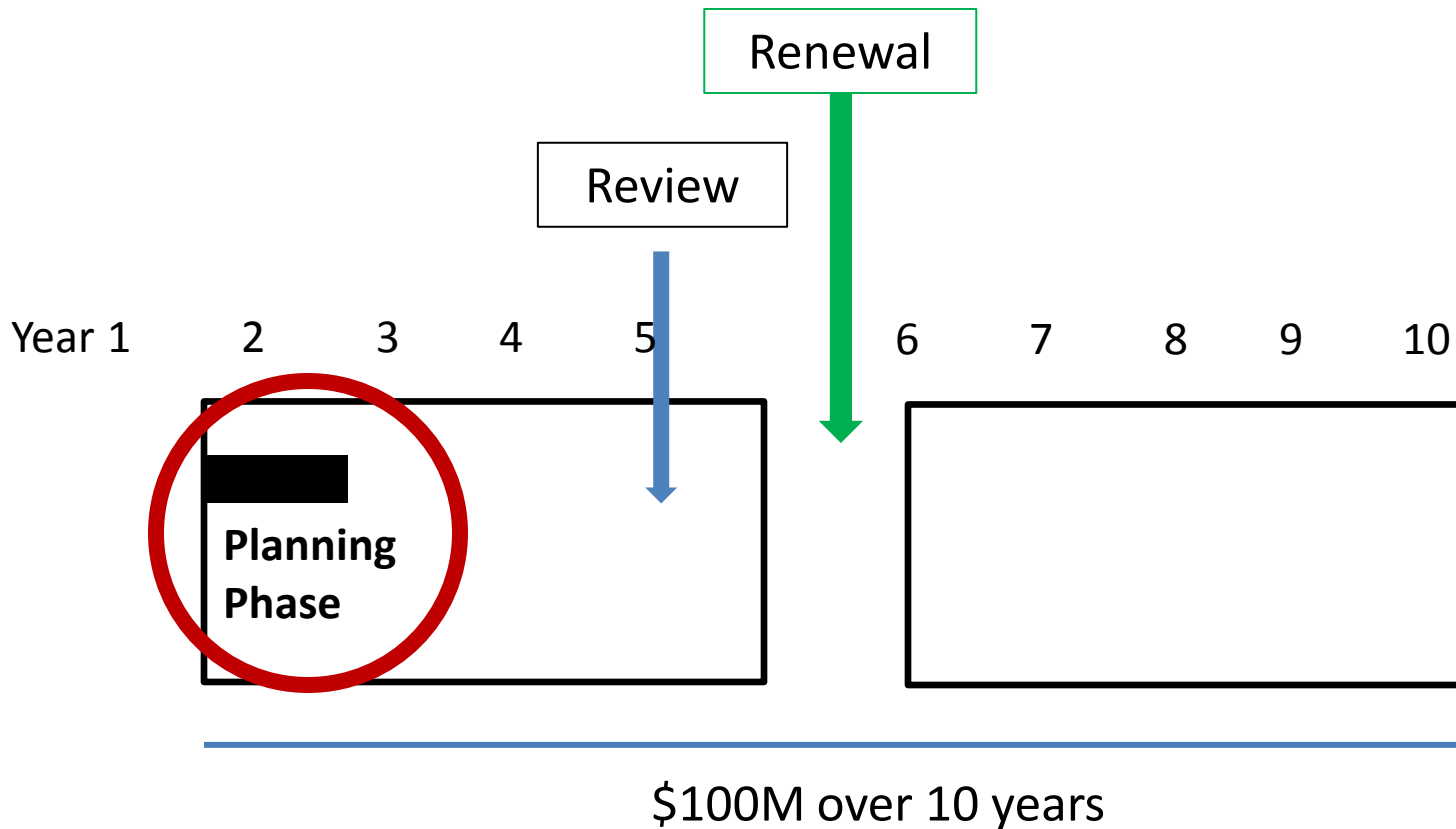 Renewal
Review
Year 1 2 3 4 5 6 7 8 9 10
Planning
Phase
$100M over 10 years